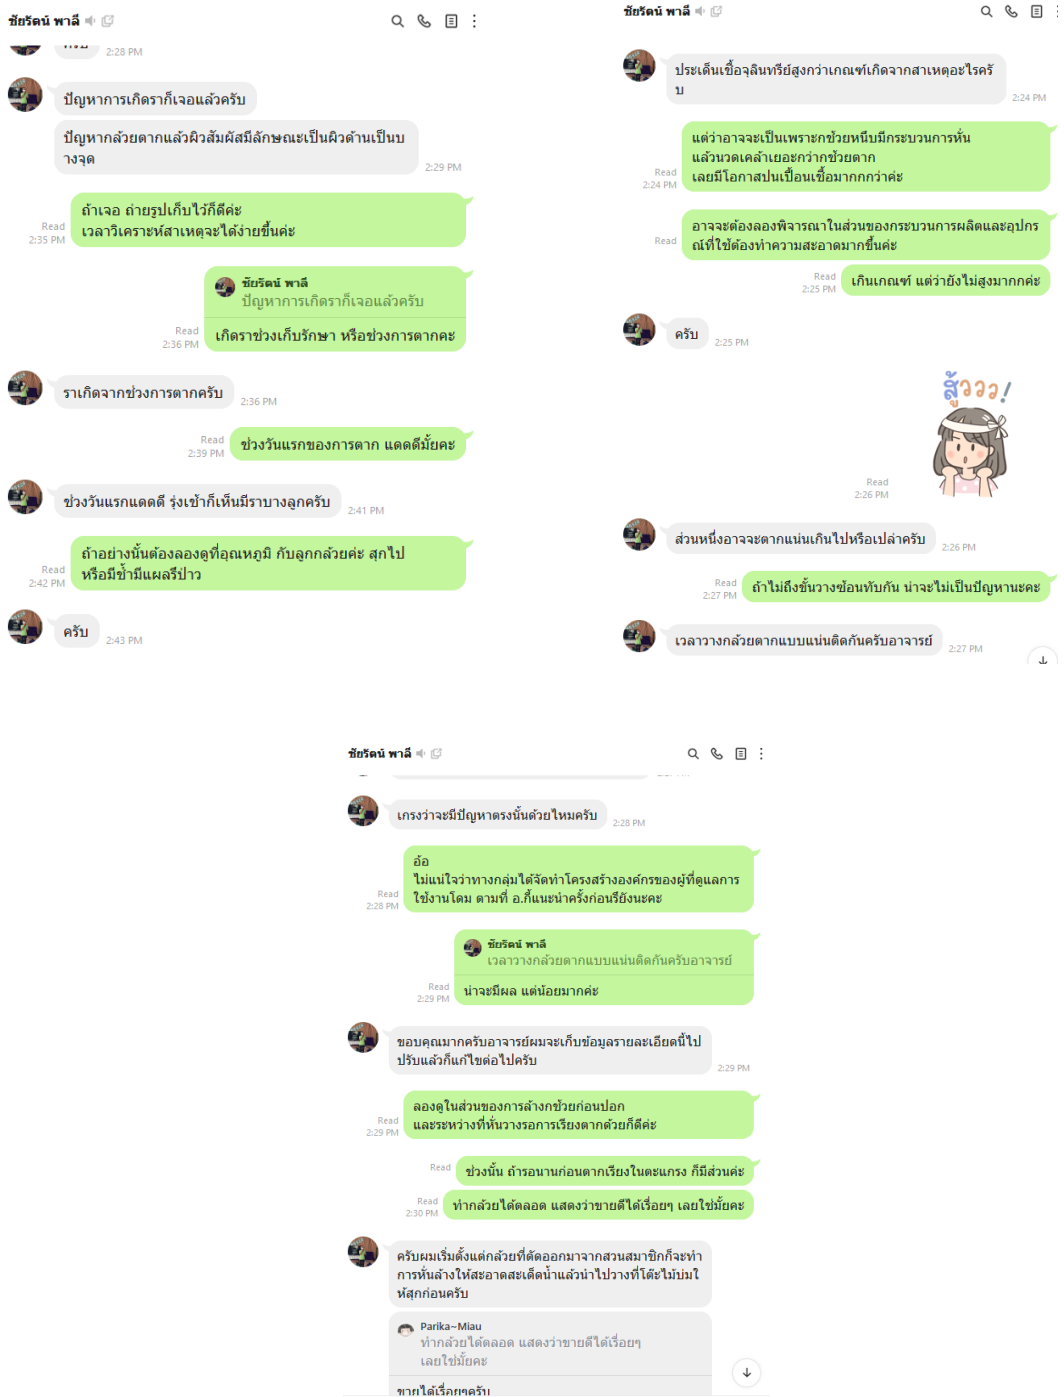 ชัยรัตน์ พาลี
ครับ
2:28 PM
ปัญหาการเกิดราก็เจอแล้วครับ
ปัญหากล้วยตากแล้วผิวสัมผัสมีลักษณะเป็นผิวด้านเป็นบ
างจุด
2:29 PM
ถ้าเจอ ถ่ายรูปเก็บไว้ก็ดีค่ะ
เวลาวิเคราะห์สาเหตุจะได้ง่ายขึ้นค่ะ
Read
2:35 PM
ชัยรัตน์ พาลี
ปัญหาการเกิดราก็เจอแล้วครับ
เกิดราช่วงเก็บรักษา หรือช่วงการตากคะ
Read
2:36 PM
ราเกิดจากช่วงการตากครับ
2:36 PM
ช่วงวันแรกของการตาก แดดดีมั้ยคะ
Read
2:39 PM
ช่วงวันแรกแดดดี รุ่งเช้าก็เห็นมีราบางลูกครับ
2:41 PM
ถ้าอย่างนั้นต้องลองดูที่อุณหภูมิ กับลูกกล้วยค่ะ สุกไป
หรือมีช้ำมีแผลรึป่าว
Read
2:42 PM
ครับ
2:43 PM
ชัยรัตน์ พาลี
ประเด็นเชื้อจุลินทรีย์สูงกว่าเกณฑ์เกิดจากสาเหตุอะไรครั
บ
2:24 PM
แต่ว่าอาจจะเป็นเพราะกข้วยหนึบมีกระบวนการหั่น
แล้วนวดเคล้าเยอะกว่ากช้วยตาก
เลยมีโอกาสปนเปื้อนเชื้อมากกกว่าค่ะ
Read
2:24 PM
อาจจะต้องลองพิจารณาในส่วนของกระบวนการผลิตและอุปกร
ณ์ที่ใช้ต้องทำความสะอาดมากขึ้นค่ะ
Read
เกินเกณฑ์ แต่ว่ายังไม่สูงมากกค่ะ
Read
2:25 PM
ครับ
2:25 PM
สู้ววว!
Read
2:26 PM
ส่วนหนึ่งอาจจะตากแน่นเกินไปหรือเปล่าครับ
2:26 PM
ถ้าไม่ถึงขั้นวางซ้อนทับกัน น่าจะไม่เป็นปัญหานะคะ
Read
2:27 PM
เวลาวางกล้วยตากแบบแน่นติดกันครับอาจารย์
2:27 PM
ชัยรัตน์ พาลี
เกรงว่าจะมีปัญหาตรงนั้นด้วยไหมครับ
2:28 PM
อ้อ
ไม่แน่ใจว่าทางกลุ่มได้จัดทำโครงสร้างองค์กรของผู้ที่ดูแลการ
ใช้งานโดม ตามที่ อ.กี้แนะนำครั้งก่อนรึยังนะคะ
Read
2:28 PM
ชัยรัตน์ พาลี
เวลาวางกล้วยตากแบบแน่นติดกันครับอาจารย์
น่าจะมีผล แต่น้อยมากค่ะ
Read
2:29 PM
ขอบคุณมากครับอาจารย์ผมจะเก็บข้อมูลรายละเอียดนี้ไป
ปรับแล้วก็แก้ไขต่อไปครับ
2:29 PM
ลองดูในส่วนของการล้างกช้วยก่อนปอก
และระหว่างที่หั่นวางรอการเรียงตากด้วยก็ดีค่ะ
Read
2:29 PM
ช่วงนั้น ถ้ารอนานก่อนตากเรียงในตะแกรง ก็มีส่วนค่ะ
Read
ทำกล้วยได้ตลอด แสดงว่าขายดีได้เรื่อยๆ เลยใช่มั้ยคะ
Read
2:30 PM
ครับผมเริ่มตั้งแต่กล้วยที่ตัดออกมาจากสวนสมาชิกก็จะทำ
การหั่นล้างให้สะอาดสะเด็ดน้ำแล้วนำไปวางที่โต๊ะไม้บ่มใ
ห้สุกก่อนครับ
Parika~Miau
ทำกล้วยได้ตลอด แสดงว่าขายดีได้เรื่อยๆ
เลยใช่มั้ยคะ
ขายได้เรื่อยๆครับ